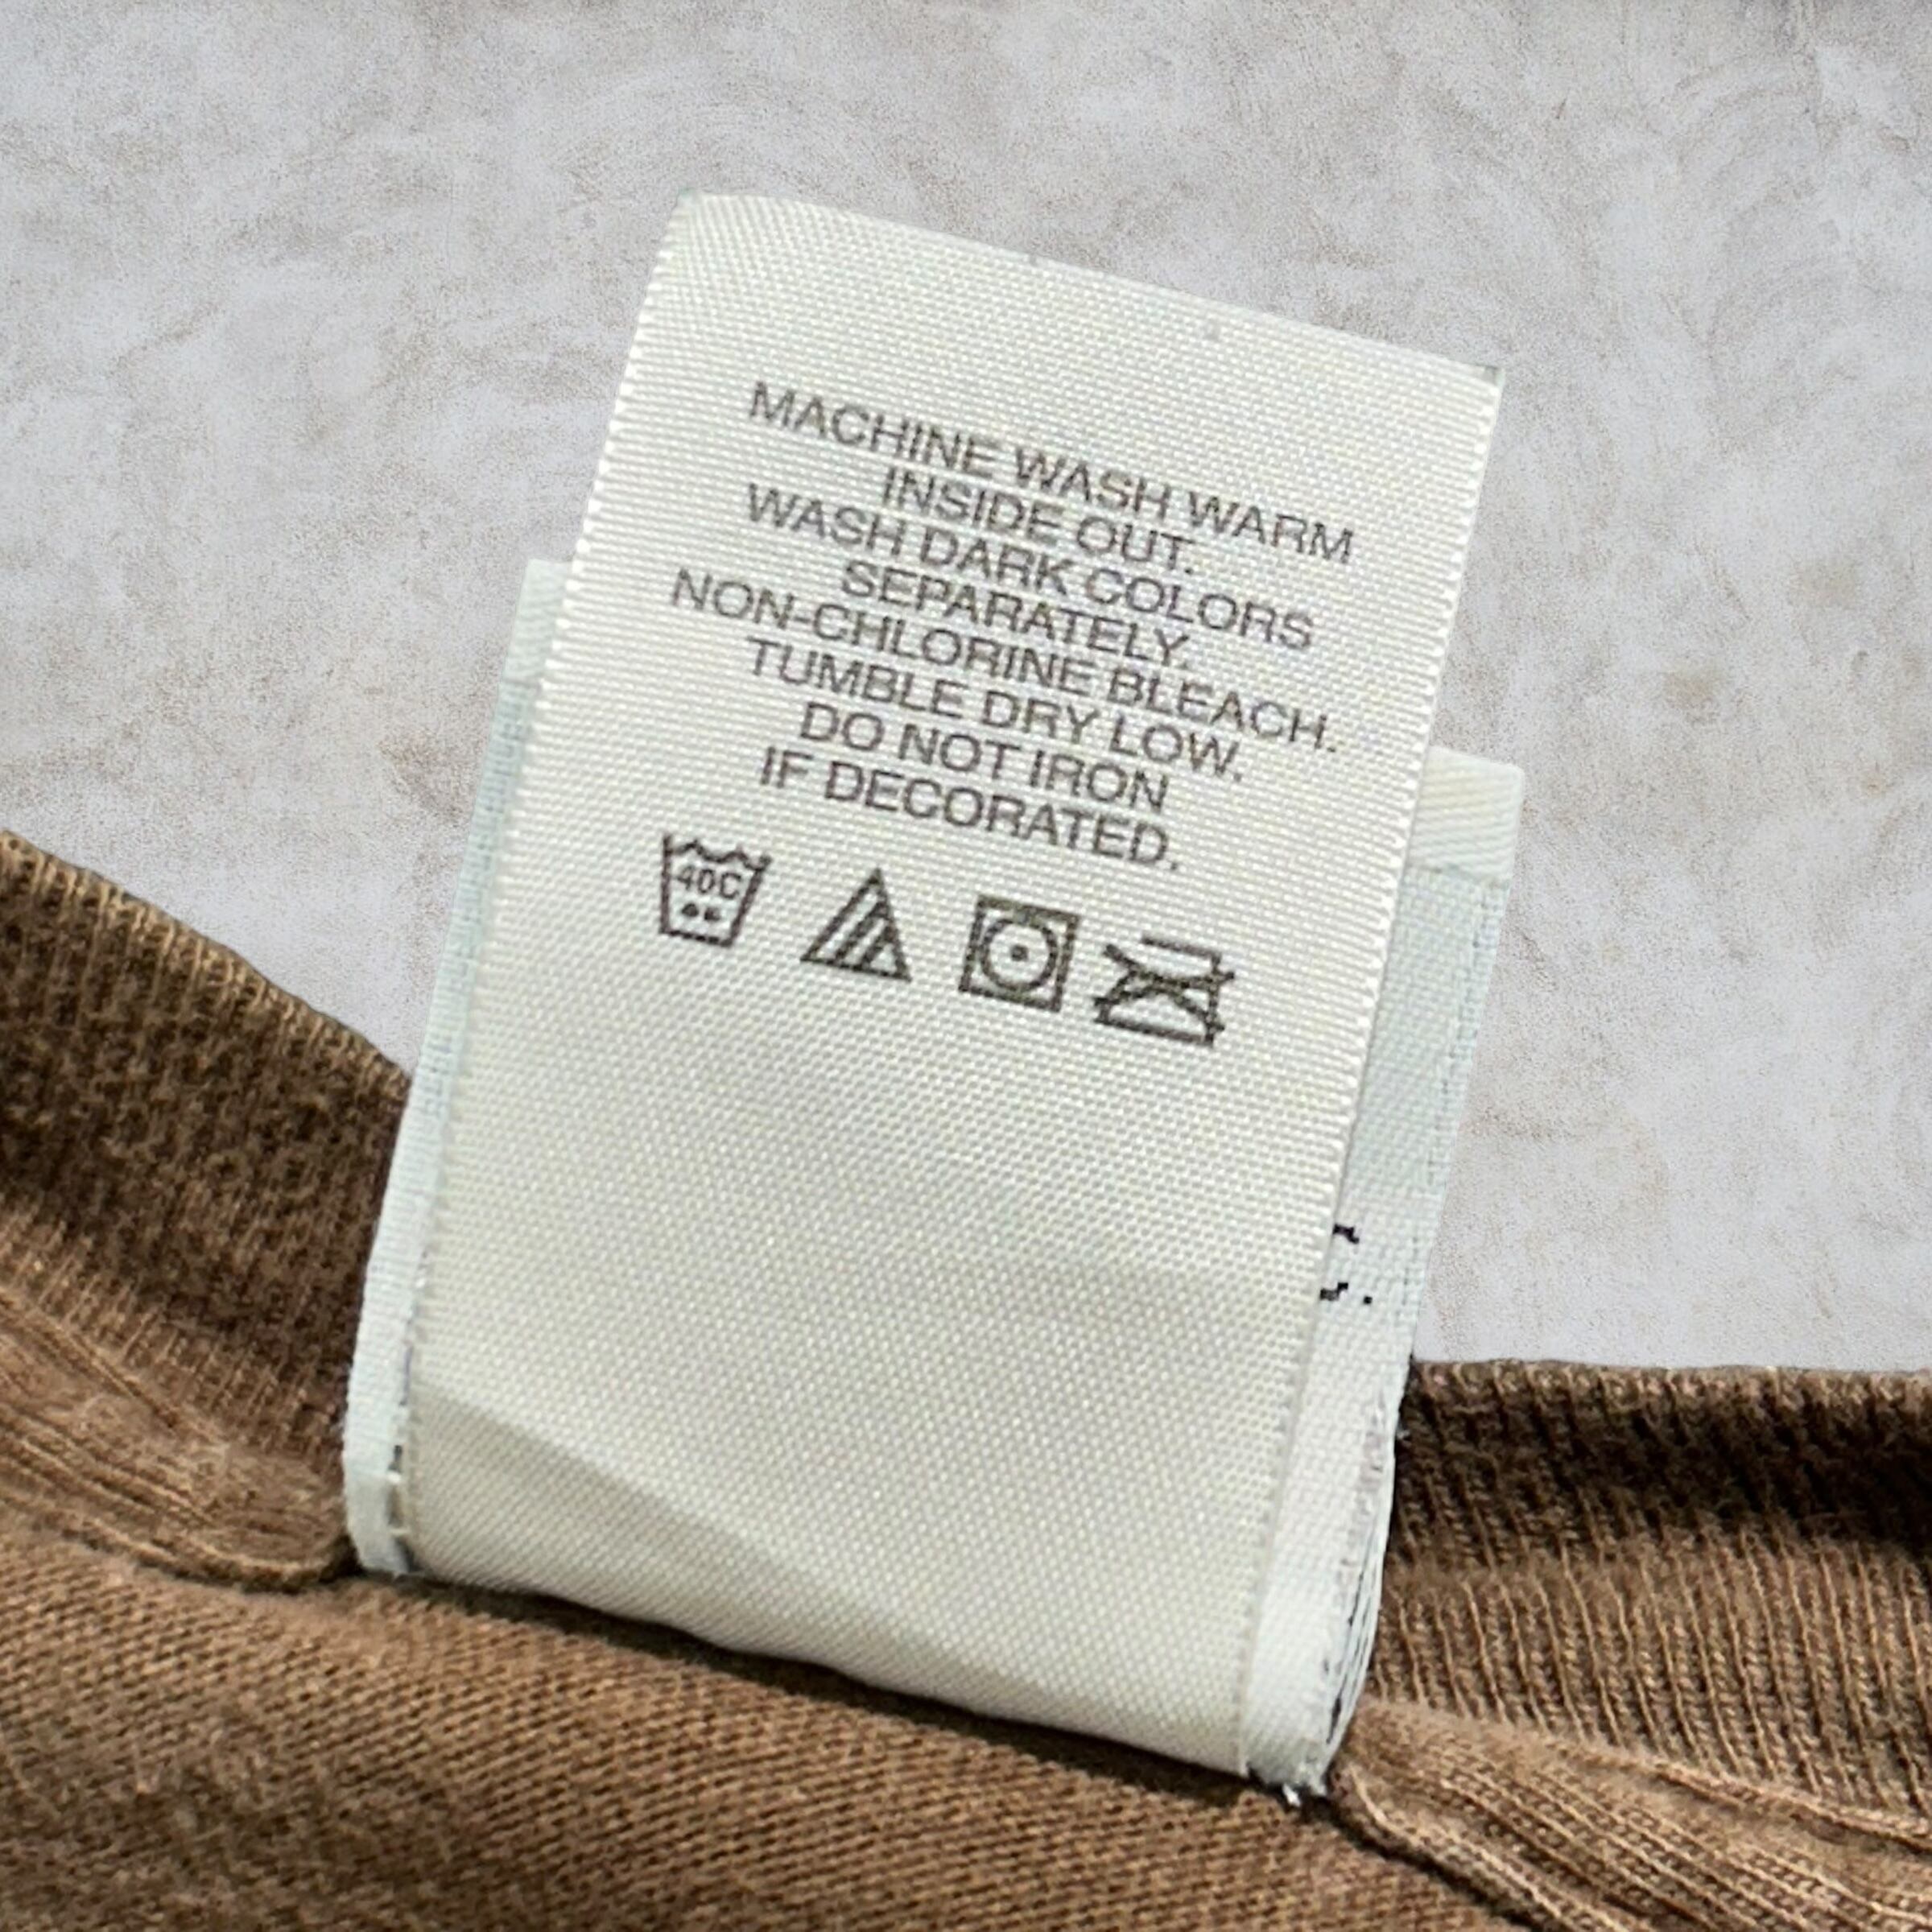 MACHINE WASH WARM
INSIDE OUT.
WASH DARK COLORS
SEPARATELY.
NON-CHLORINE BLEACH.
TUMBLE DRY LOW.
DO NOT IRON
IF DECORATED.
40C